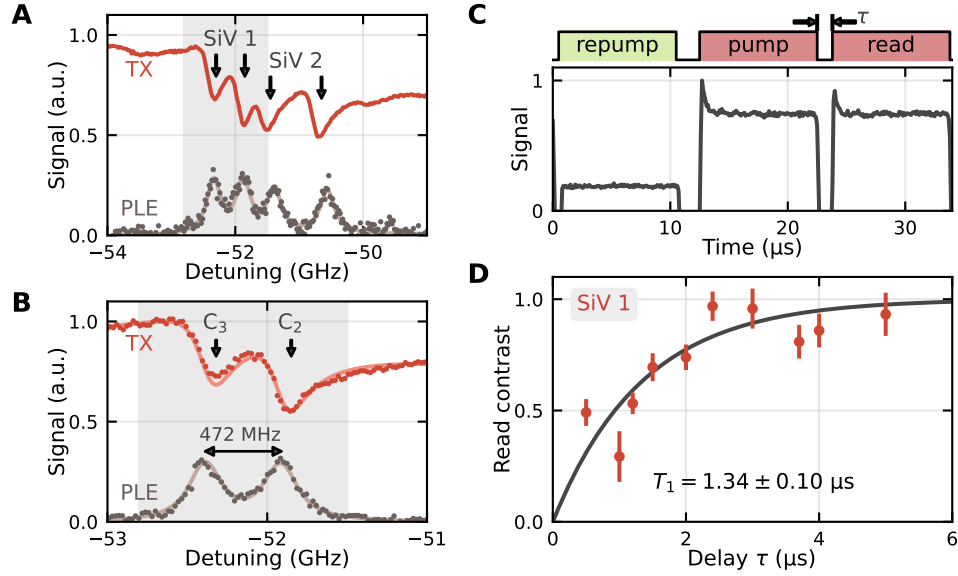 A
Signal (a.u.)
1.0
0.5
0.0
TX
SiV 1
SiV 2
PLE
−54
−52
−50
Detuning (GHz)
B
Signal (a.u.)
1.0
0.5
0.0
TX
C3
C2
472 MHz
PLE
−53
−52
−51
Detuning (GHz)
C
τ
repump
pump
read
Signal
1
0
0
10
20
30
Time (μs)
D
Read contrast
1.0
0.5
0.0
SiV 1
T1 = 1.34 ± 0.10 μs
0
2
4
6
Delay τ (μs)